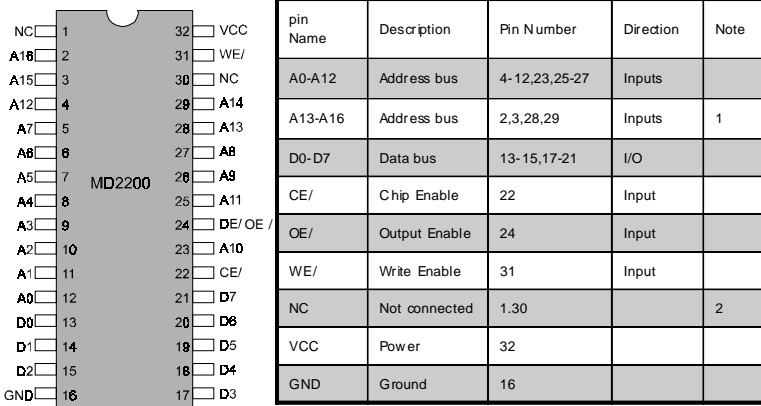 NC 1 32 VCC
A16 2 31 WE/
A15 3 30 NC
A12 4 29 A14
A7 5 28 A13
A6 6 27 A8
A5 7 26 A9
MD2200
A4 8 25 A11
A3 9 24 OE/ OE /
A2 10 23 A10
A1 11 22 CE/
A0 12 21 D7
D0 13 20 D6
D1 14 19 D5
D2 15 18 D4
GND 16 17 D3
pin Name Description Pin Number Direction Note
A0-A12 Address bus 4-12,23,25-27 Inputs
A13-A16 Address bus 2,3,28,29 Inputs 1
D0-D7 Data bus 13-15,17-21 I/O
CE/ Chip Enable 22 Input
OE/ Output Enable 24 Input
WE/ Write Enable 31 Input
NC Not connected 1.30 2
VCC Power 32
GND Ground 16